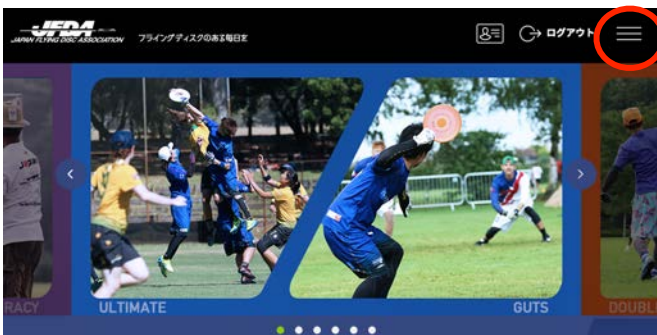 JFDA
JAPAN FLYING DISC ASSOCIATION
フライングディスクのある毎日を
ログアウト
Japan
RACY
ULTIMATE
GUTS
DOUBL